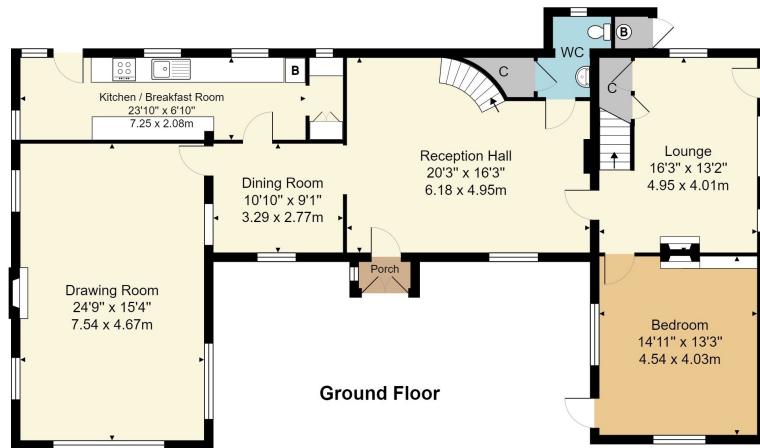 B
WC
C
C
B
Kitchen / Breakfast Room
23'10" x 6'10"
7.25 x 2.08m
Reception Hall
20'3" x 16'3"
6.18 x 4.95m
Lounge
16'3" x 13'2"
4.95 x 4.01m
Dining Room
10'10" x 9'1"
3.29 x 2.77m
Porch
Drawing Room
24'9" x 15'4"
7.54 x 4.67m
Bedroom
14'11" x 13'3"
4.54 x 4.03m
Ground Floor